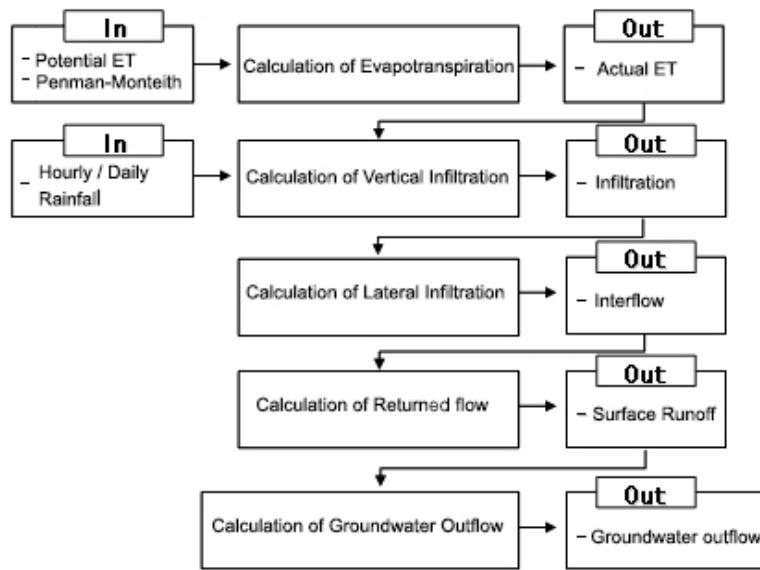 In
- Potential ET
- Penman-Monteith
Calculation of Evapotranspiration
Out
- Actual ET
In
- Hourly / Daily
Rainfall
Calculation of Vertical Infiltration
Out
- Infiltration
Calculation of Lateral Infiltration
Out
- Interflow
Calculation of Returned flow
Out
- Surface Runoff
Calculation of Groundwater Outflow
Out
- Groundwater outflow